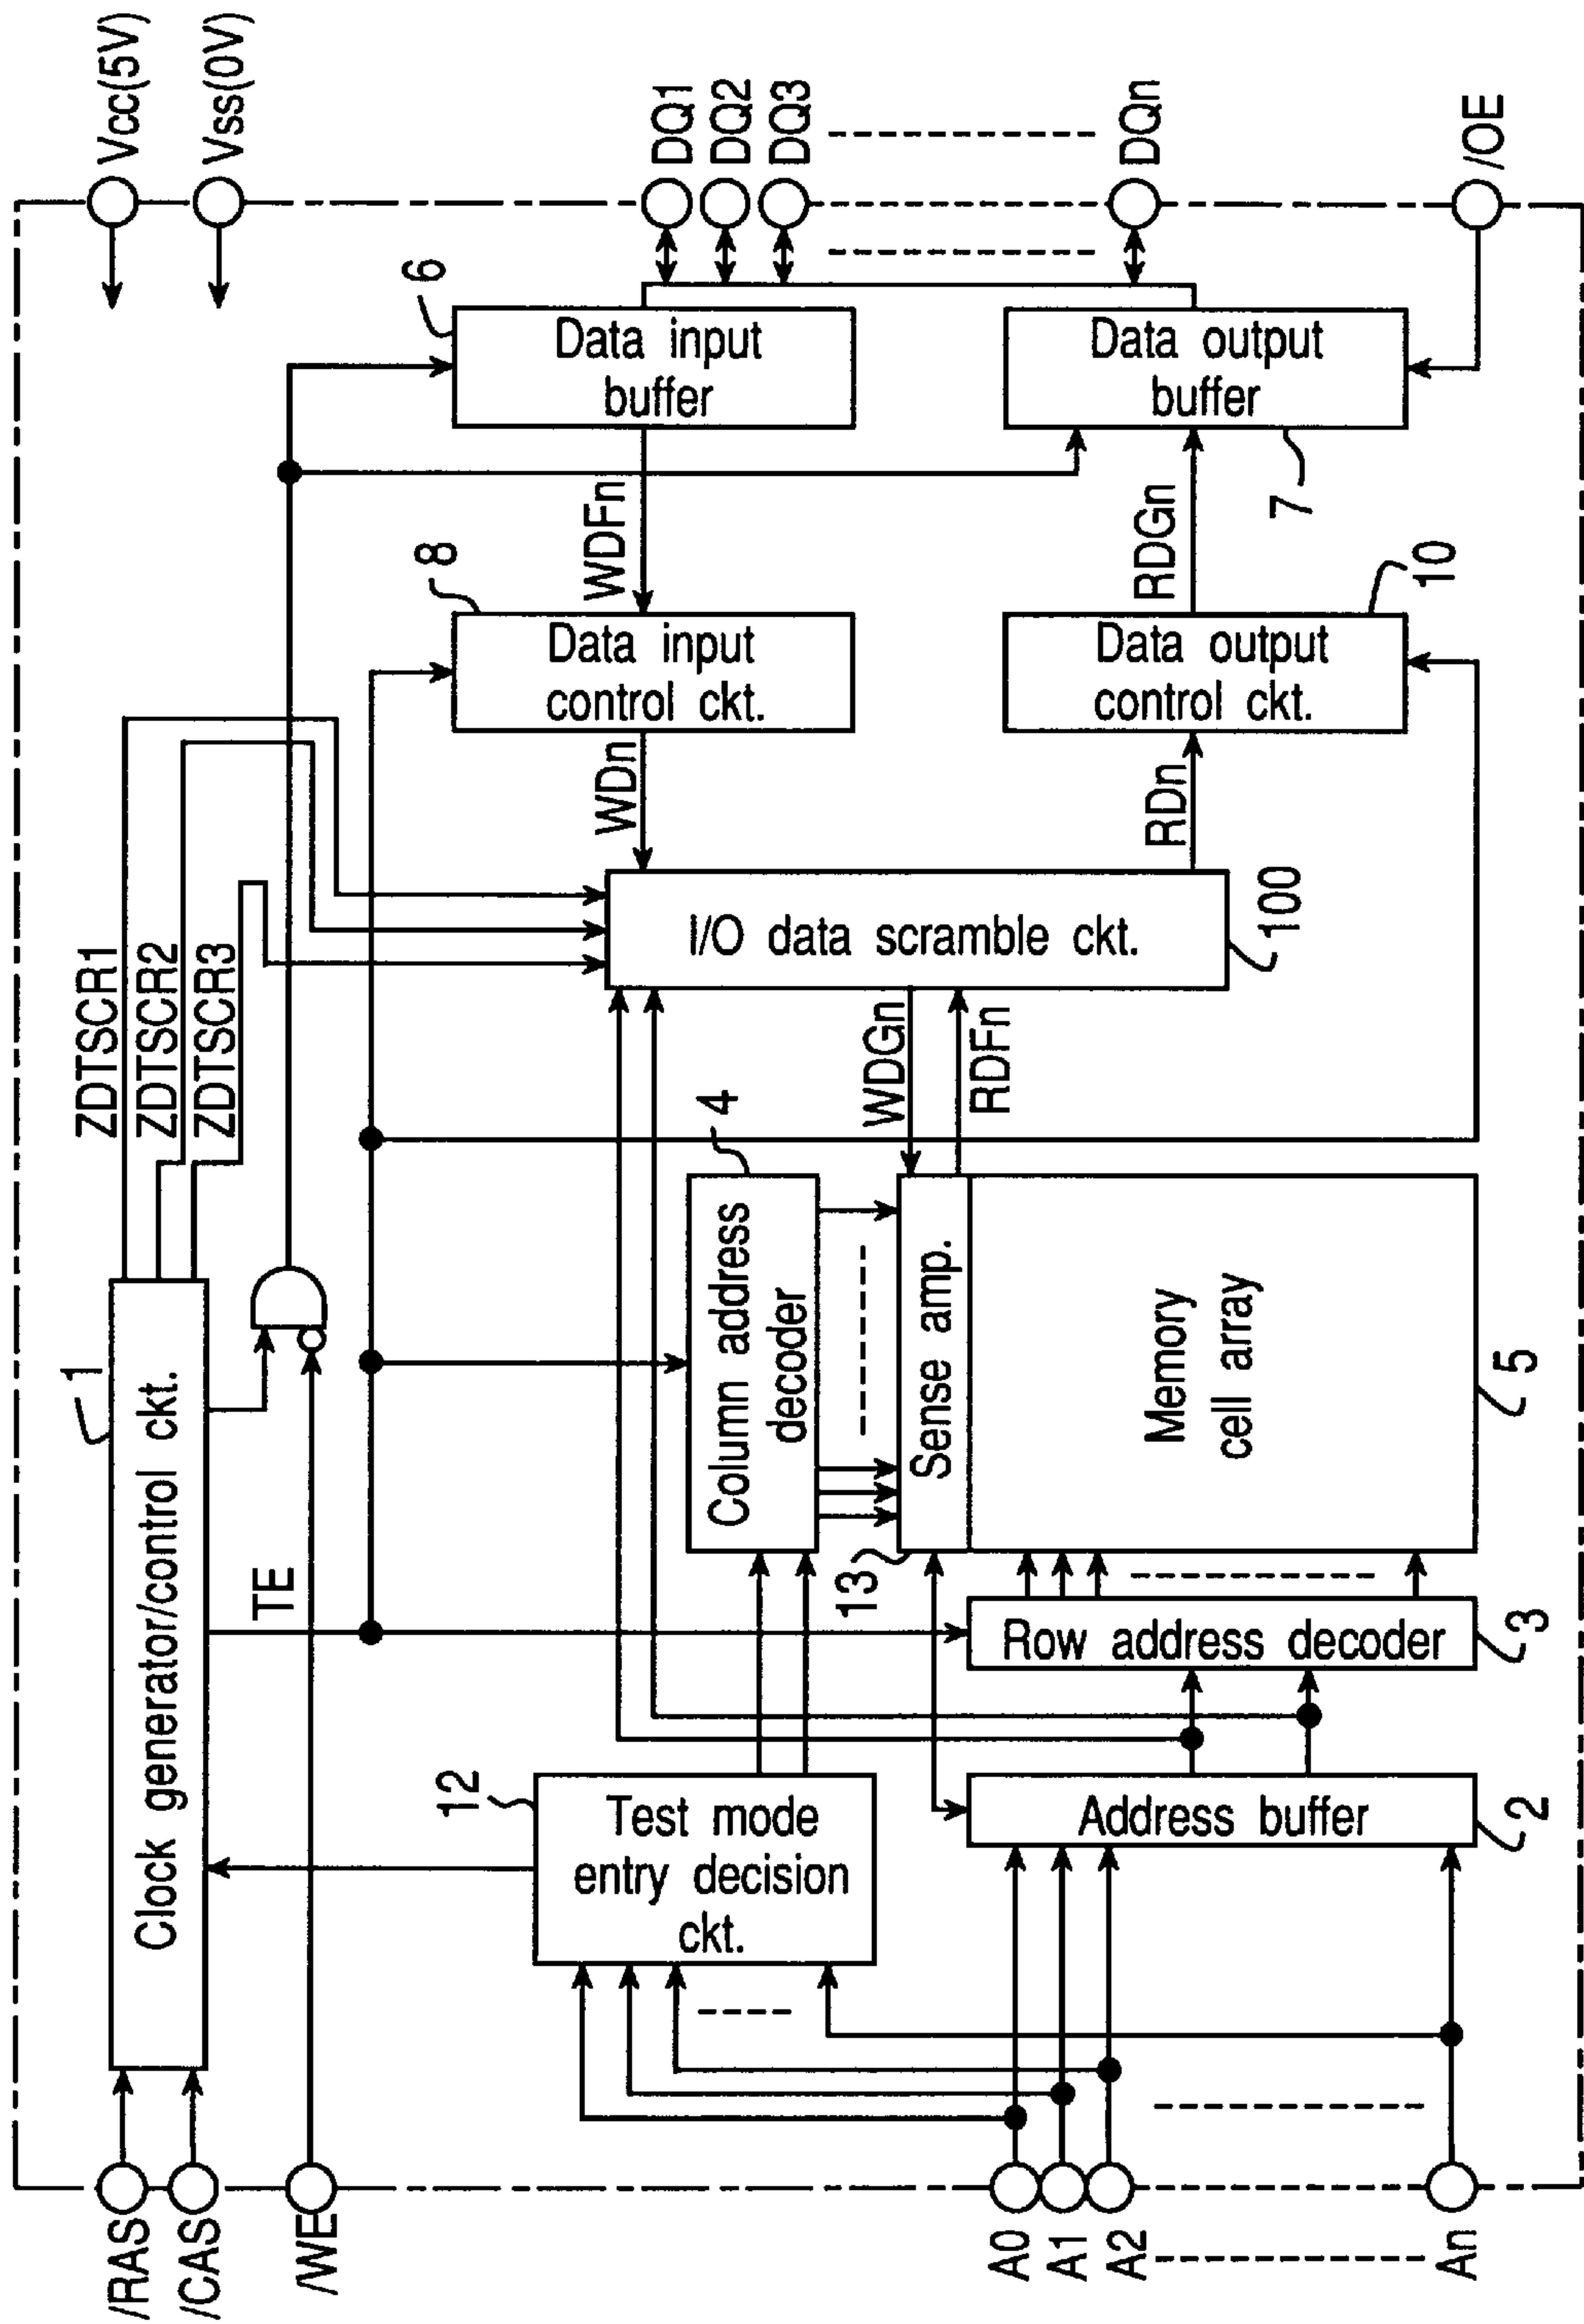 /RAS
/CAS
/WE
A0
A1
A2
An
1
Clock generator/control ckt.
TE
ZDTSCR1
ZDTSCR2
ZDTSCR3
12
Test mode
entry decision
ckt.
Address buffer
2
Row address decoder
3
4
Column address
decoder
13
Sense amp.
Memory
cell array
5
WDGn
RDFn
I/O data scramble ckt.
100
WDn
RDn
8
Data input
control ckt.
Data output
control ckt.
10
WDFn
RDGn
6
Data input
buffer
Data output
buffer
7
Vcc(5V)
Vss(0V)
DQ1
DQ2
DQ3
DQn
/OE